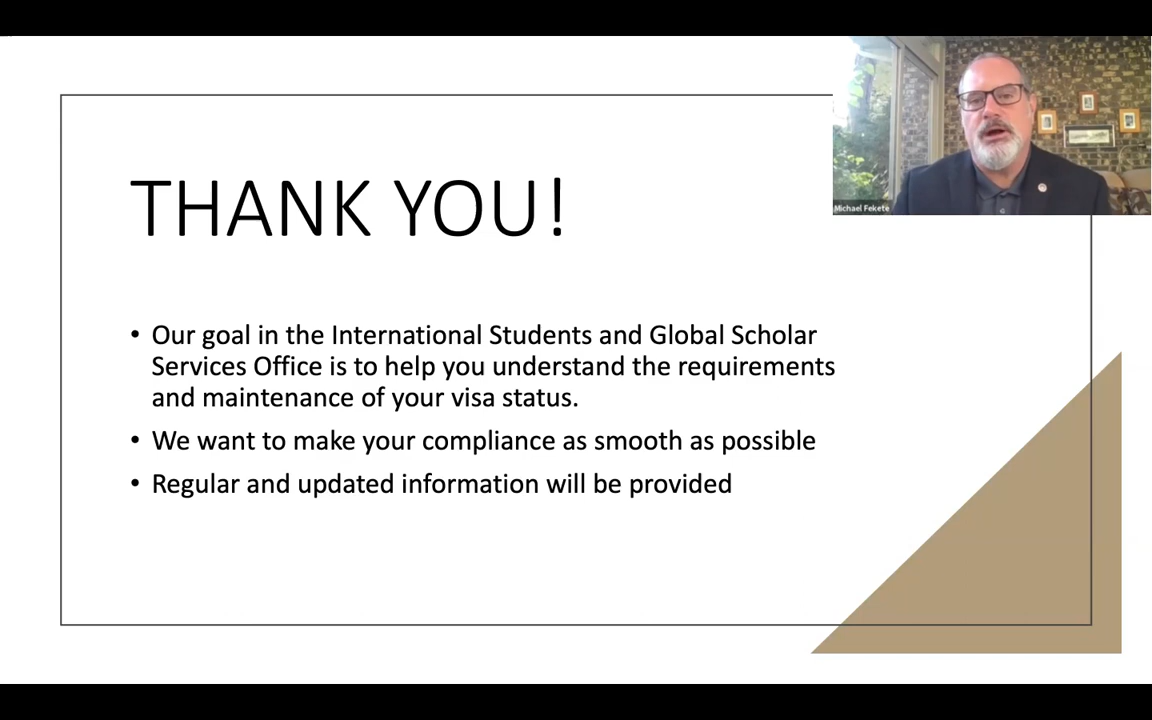 THANK YOU!
• Our goal in the International Students and Global Scholar
Services Office is to help you understand the requirements
and maintenance of your visa status.
• We want to make your compliance as smooth as possible
• Regular and updated information will be provided
Michael Fekete